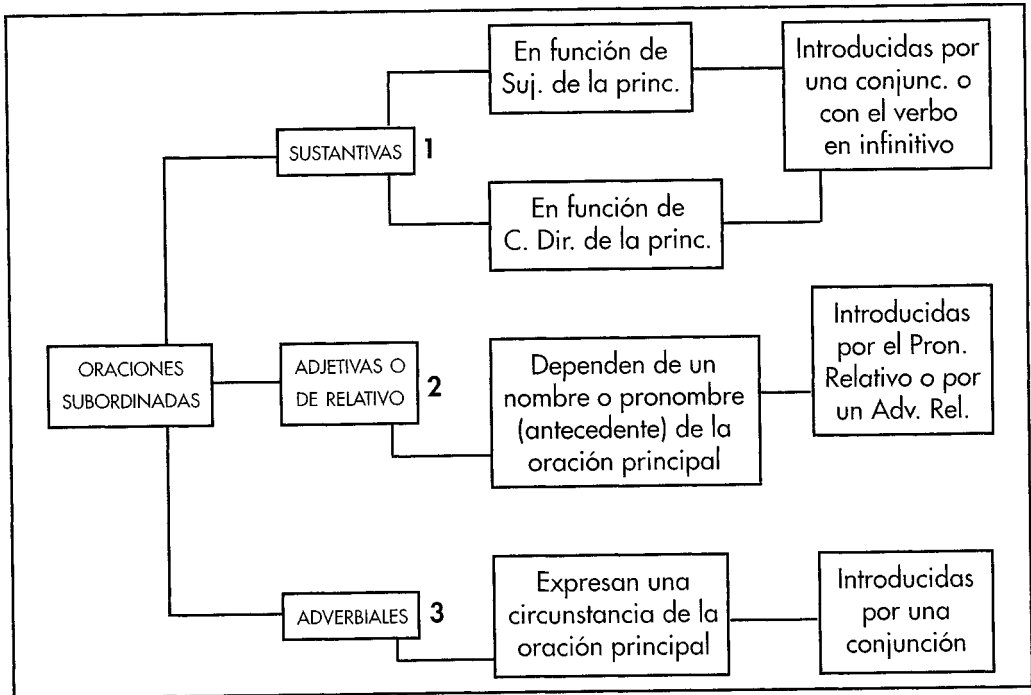 En función de
Suj. de la princ.
Introducidas por
una conjunc. o
con el verbo
en infinitivo
SUSTANTIVAS 1
En función de
C. Dir. de la princ.
ORACIONES
SUBORDINADAS
ADJETIVAS O
DE RELATIVO 2
Dependen de un
nombre o pronombre
(antecedente) de la
oración principal
Introducidas
por el Pron.
Relativo o por
un Adv. Rel.
ADVERBIALES 3
Expresan una
circunstancia de la
oración principal
Introducidas
por una
conjunción